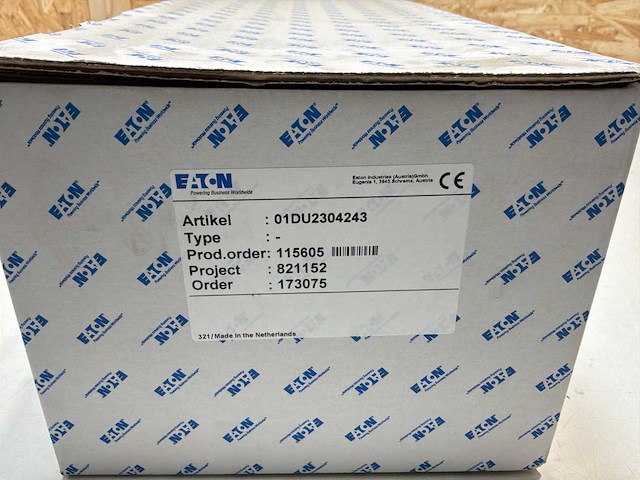 EATON
Powering Business Worldwide
Eaton Industries (Austria)GmbH
Eugenia 1, 3943 Schrems, Austria
CE
Artikel : 01DU2304243
Type : -
Prod.order: 115605
Project : 821152
Order : 173075
321/Made in the Netherlands